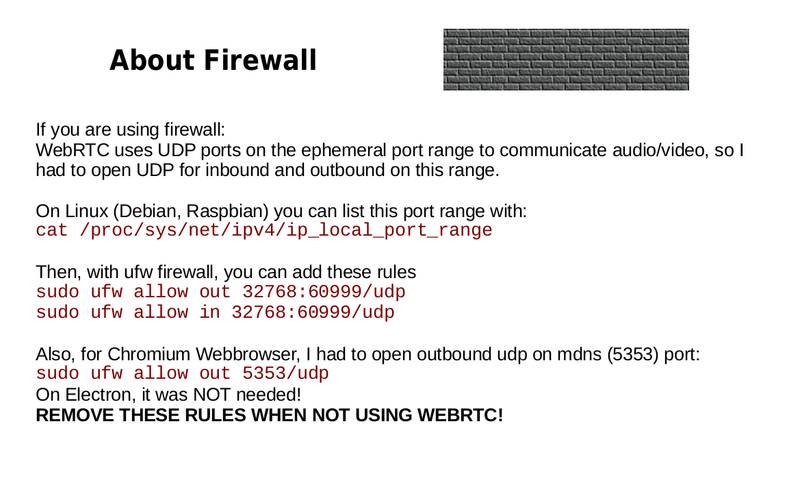 About Firewall
If you are using firewall:
WebRTC uses UDP ports on the ephemeral port range to communicate audio/video, so I
had to open UDP for inbound and outbound on this range.
On Linux (Debian, Raspbian) you can list this port range with:
cat /proc/sys/net/ipv4/ip_local_port_range
Then, with ufw firewall, you can add these rules
sudo ufw allow out 32768:60999/udp
sudo ufw allow in 32768:60999/udp
Also, for Chromium Webbrowser, I had to open outbound udp on mdns (5353) port:
sudo ufw allow out 5353/udp
On Electron, it was NOT needed!
REMOVE THESE RULES WHEN NOT USING WEBRTC!